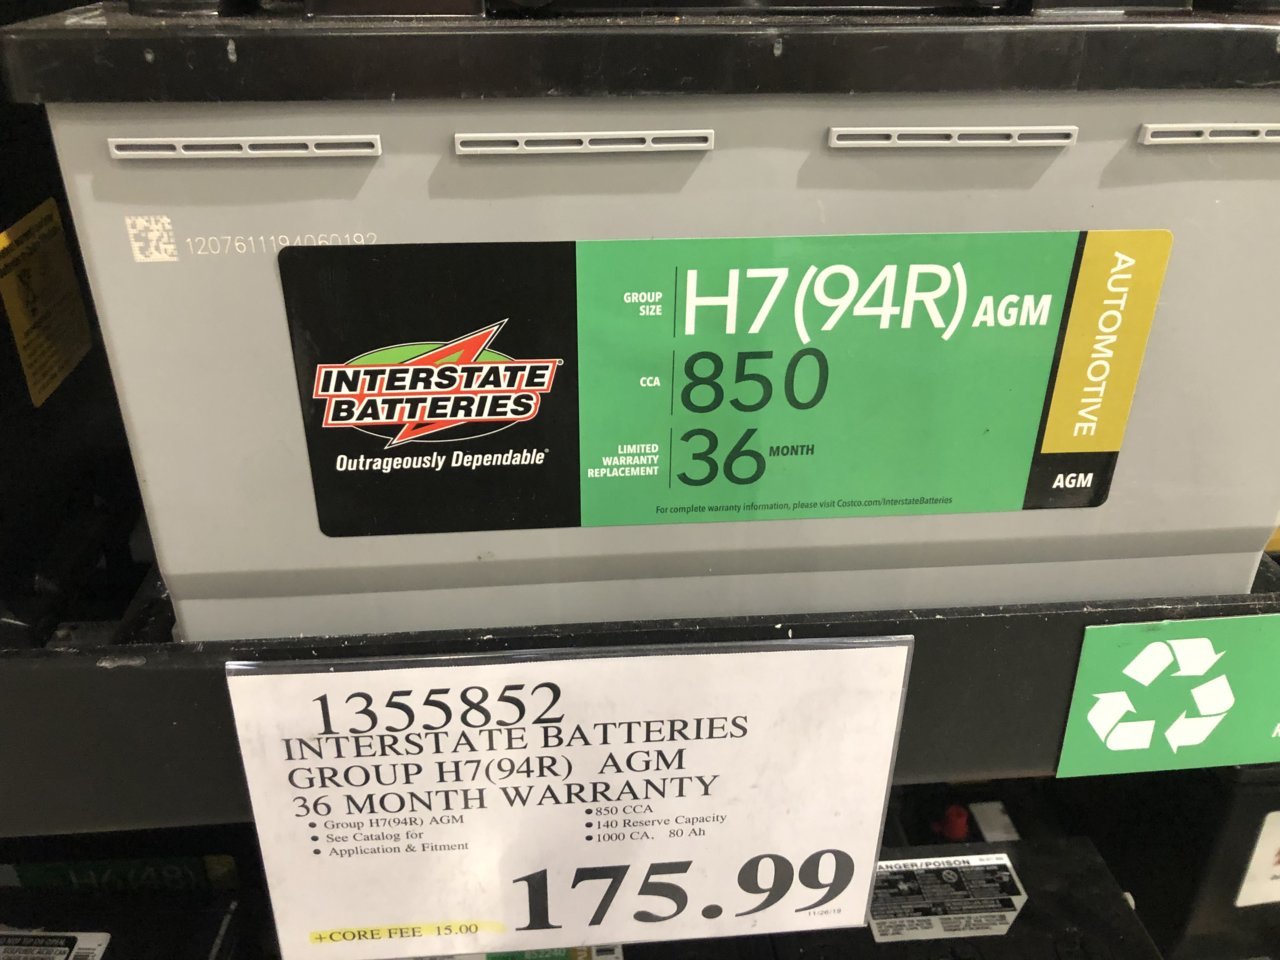 1207611194060192
GROUP SIZE H7(94R) AGM
CCA 850
LIMITED WARRANTY REPLACEMENT 36 MONTH
For complete warranty information, please visit Costco.com/InterstateBatteries
INTERSTATE
BATTERIES
Outrageously Dependable
AUTOMOTIVE
AGM
1355852
INTERSTATE BATTERIES
GROUP H7(94R) AGM
36 MONTH WARRANTY
• Group H7(94R) AGM
• See Catalog for
• Application & Fitment
• 850 CCA
• 140 Reserve Capacity
• 1000 CA, 80 Ah
175.99
11/26/19
+CORE FEE 15.00
DANGER/POISON